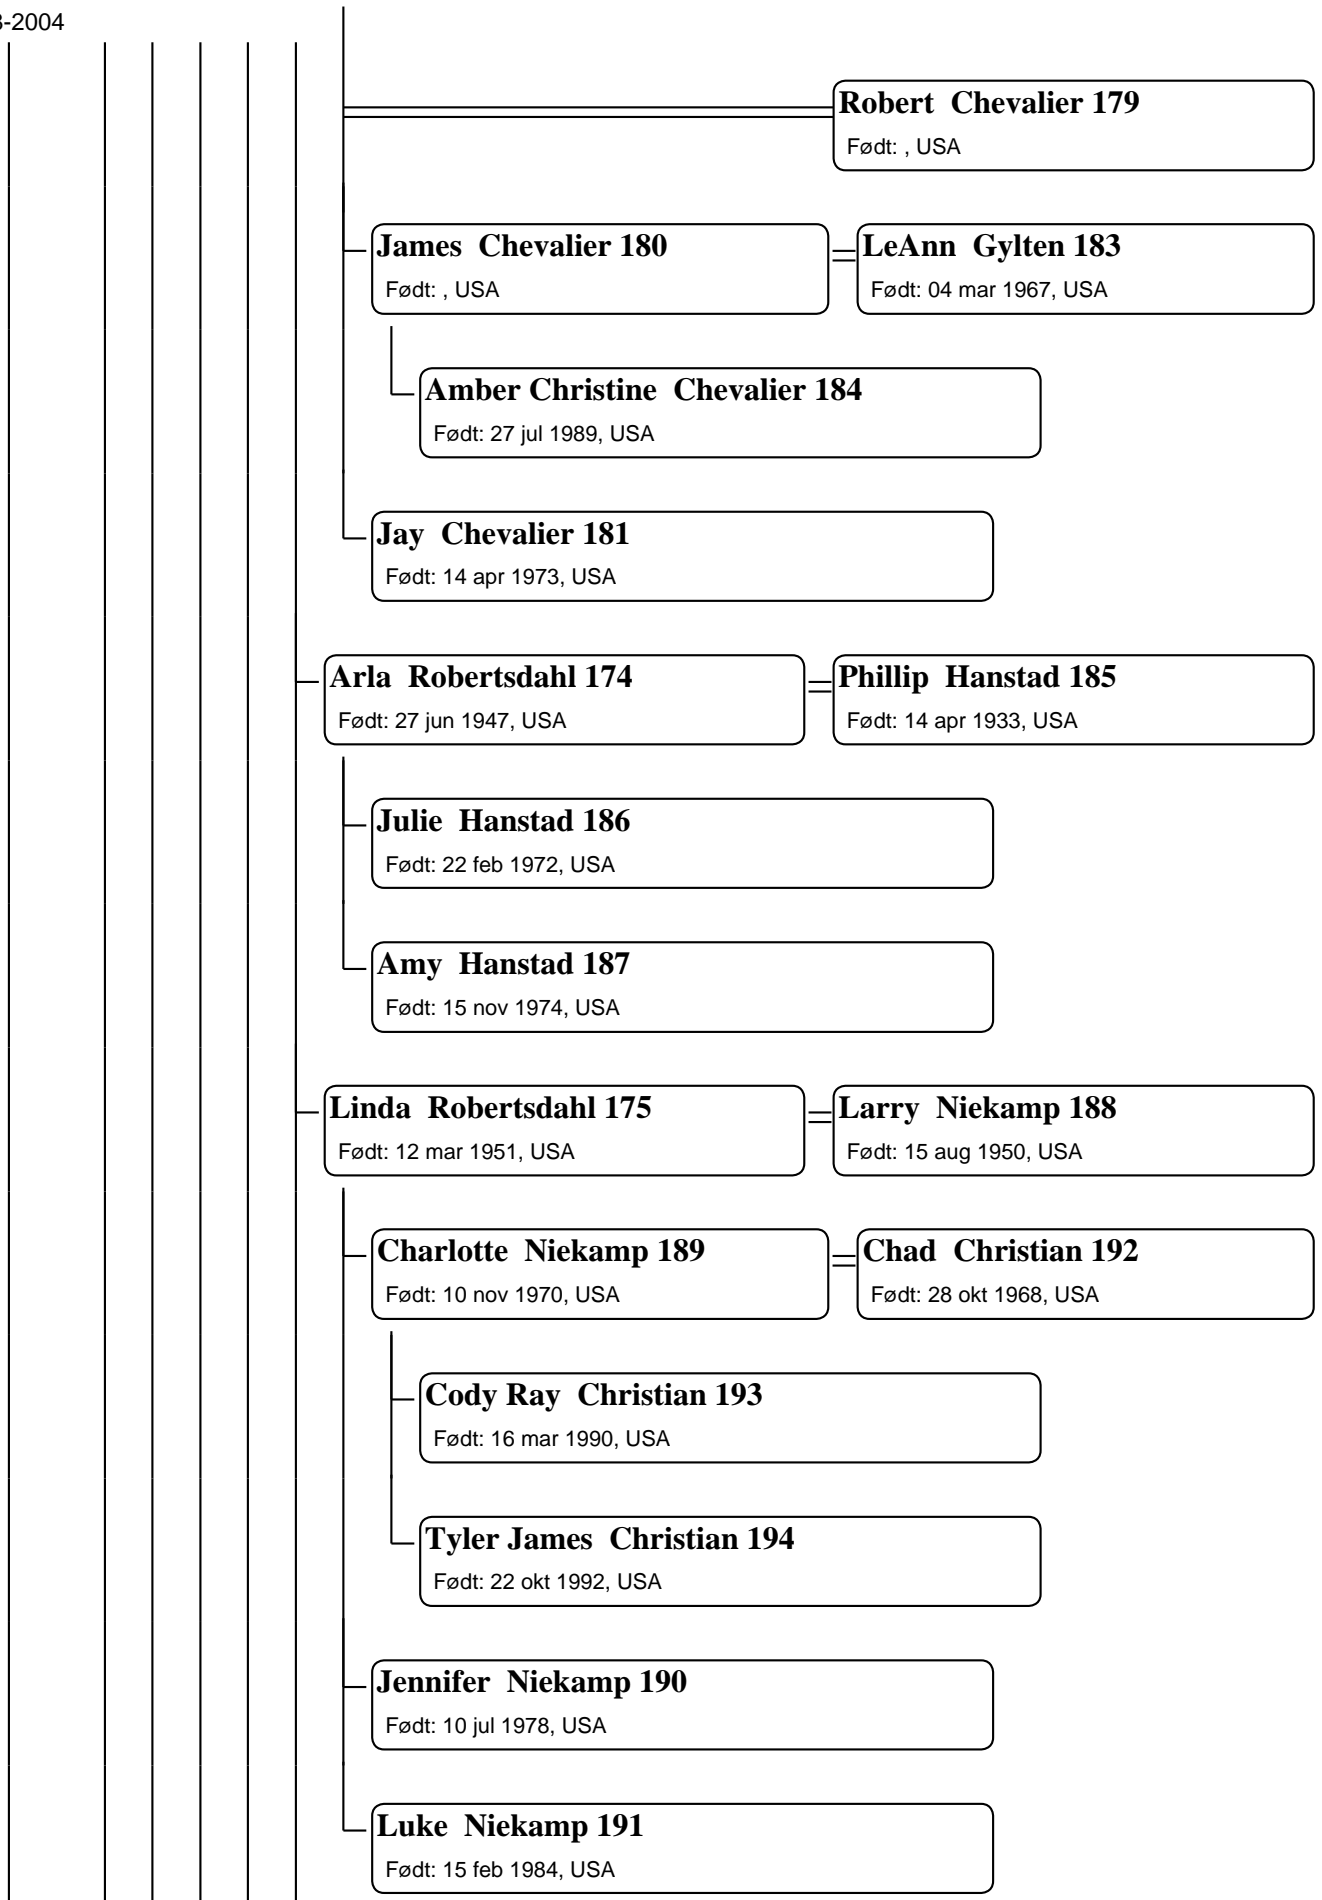 -2004
Robert Chevalier 179
Født: , USA
James Chevalier 180
Født: , USA
LeAnn Gylten 183
Født: 04 mar 1967, USA
Amber Christine Chevalier 184
Født: 27 jul 1989, USA
Jay Chevalier 181
Født: 14 apr 1973, USA
Arla Robertsdahl 174
Født: 27 jun 1947, USA
Phillip Hanstad 185
Født: 14 apr 1933, USA
Julie Hanstad 186
Født: 22 feb 1972, USA
Amy Hanstad 187
Født: 15 nov 1974, USA
Linda Robertsdahl 175
Født: 12 mar 1951, USA
Larry Niekamp 188
Født: 15 aug 1950, USA
Charlotte Niekamp 189
Født: 10 nov 1970, USA
Chad Christian 192
Født: 28 okt 1968, USA
Cody Ray Christian 193
Født: 16 mar 1990, USA
Tyler James Christian 194
Født: 22 okt 1992, USA
Jennifer Niekamp 190
Født: 10 jul 1978, USA
Luke Niekamp 191
Født: 15 feb 1984, USA